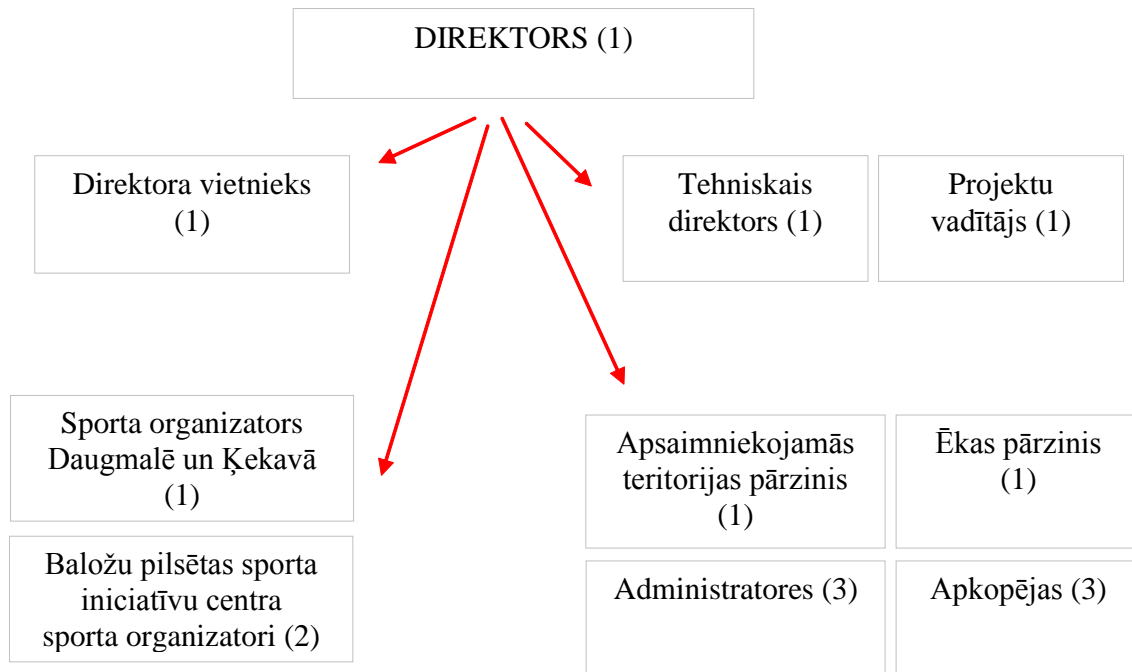 DIREKTORS (1)
Direktora vietnieks
(1)
Tehniskais
direktors (1)
Projektu
vadītājs (1)
Sporta organizators
Daugmalē un Ķekavā
(1)
Baložu pilsētas sporta
iniciatīvu centra
sporta organizatori (2)
Apsaimniekojamās
teritorijas pārzinis
(1)
Ēkas pārzinis
(1)
Administratores (3)
Apkopējas (3)